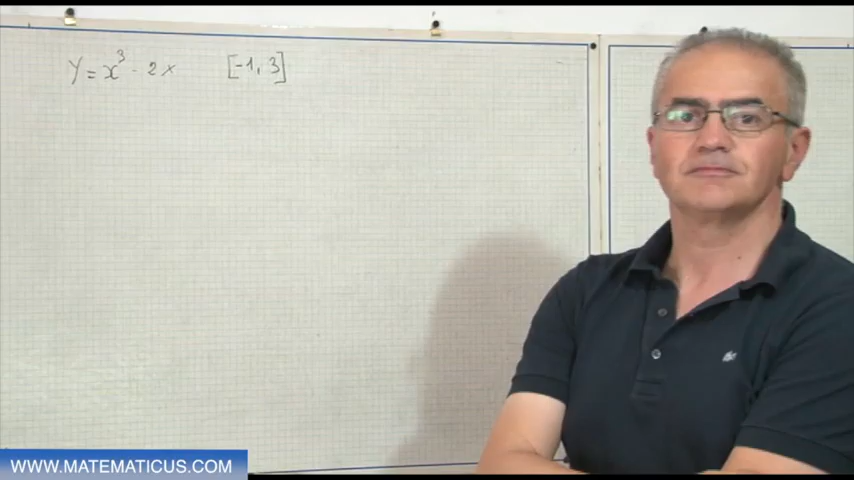 y = x³ - 2x [-1, 3]
WWW.MATEMATICUS.COM